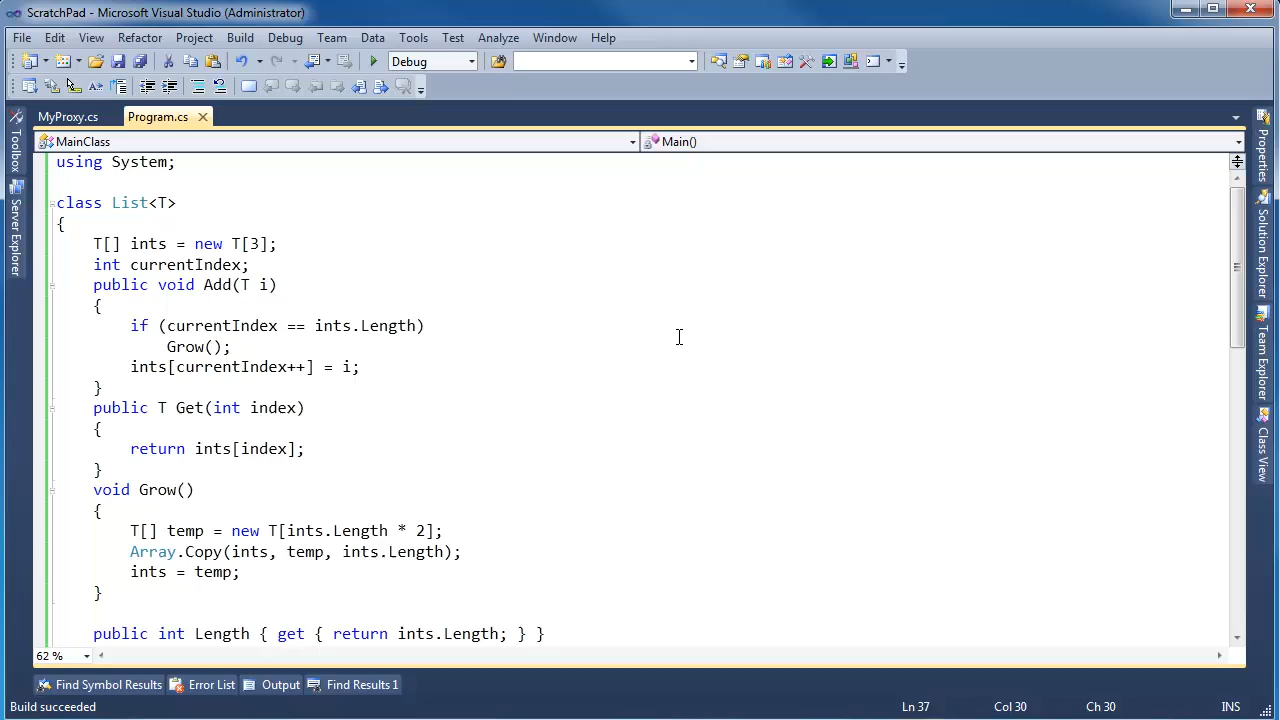 ScratchPad - Microsoft Visual Studio (Administrator)
File Edit View Refactor Project Build Debug Team Data Tools Test Analyze Window Help
Debug
MyProxy.cs Program.cs
MainClass Main()
using System;
class List<T>
{
T[] ints = new T[3];
int currentIndex;
public void Add(T i)
{
if (currentIndex == ints.Length)
Grow();
ints[currentIndex++] = i;
}
public T Get(int index)
{
return ints[index];
}
void Grow()
{
T[] temp = new T[ints.Length * 2];
Array.Copy(ints, temp, ints.Length);
ints = temp;
}
public int Length { get { return ints.Length; } }
62 %
Toolbox
Server Explorer
Properties
Solution Explorer
Team Explorer
Class View
Find Symbol Results Error List Output Find Results 1
Build succeeded Ln 37 Col 30 Ch 30 INS